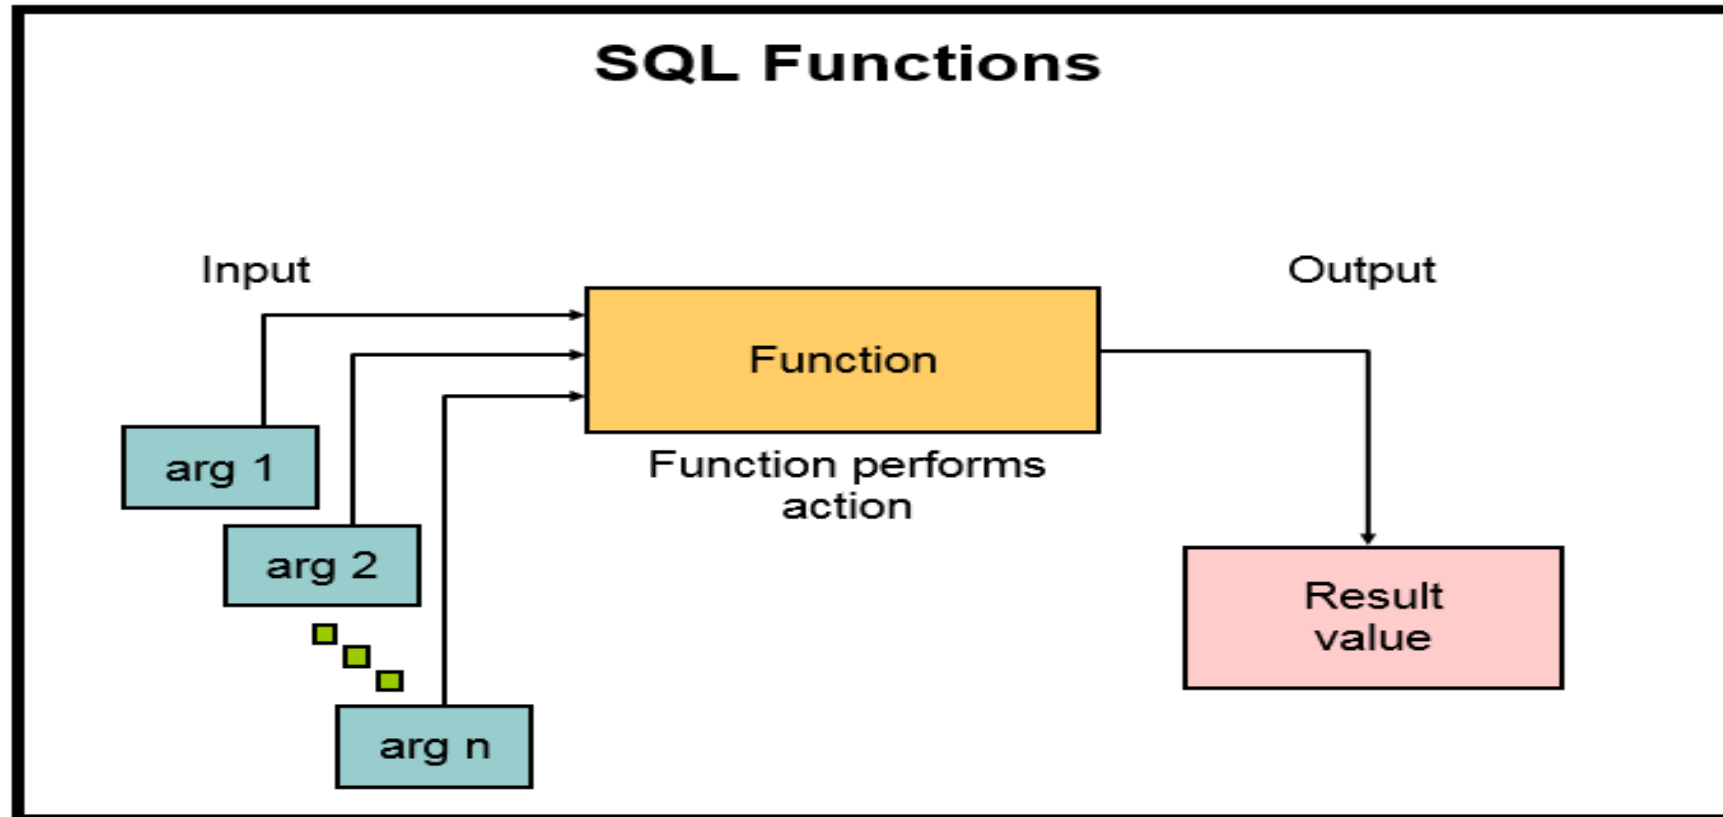 SQL Functions
Input
Output
Function
arg 1
Function performs
action
arg 2
Result
value
arg n